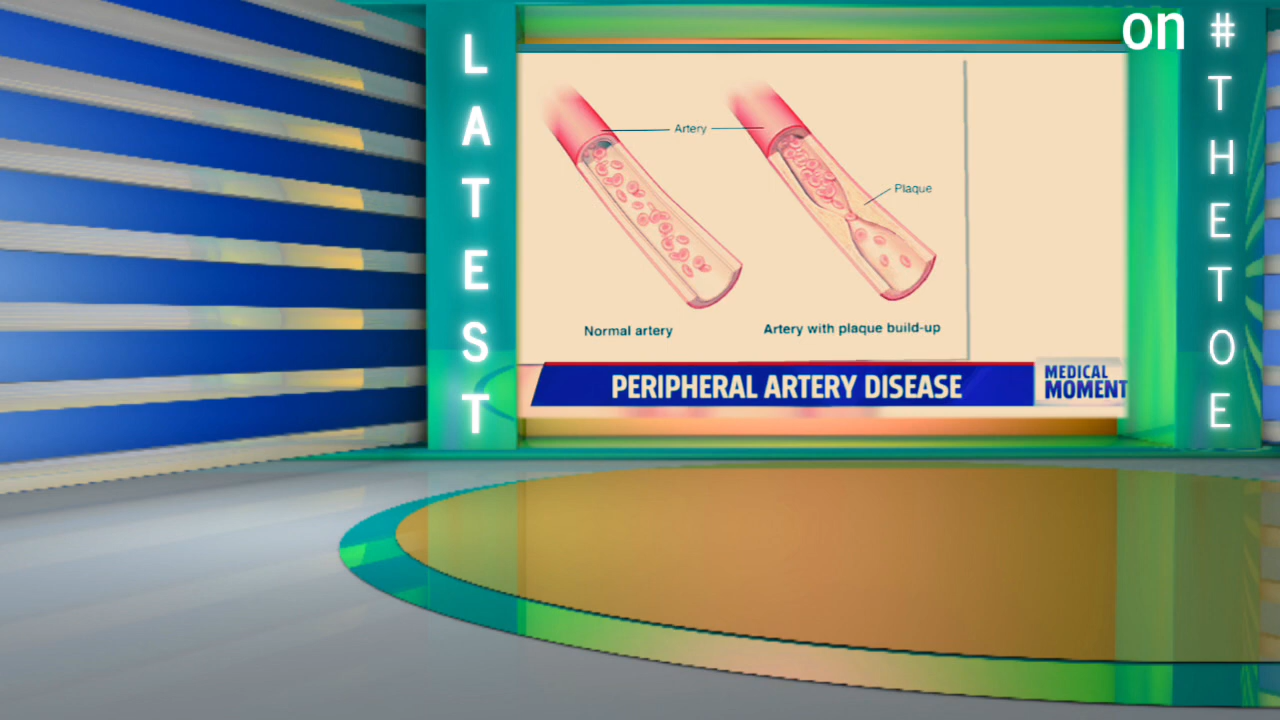 LATEST
on
#THETOE
Artery
Plaque
Normal artery
Artery with plaque build-up
PERIPHERAL ARTERY DISEASE
MEDICAL
MOMENT